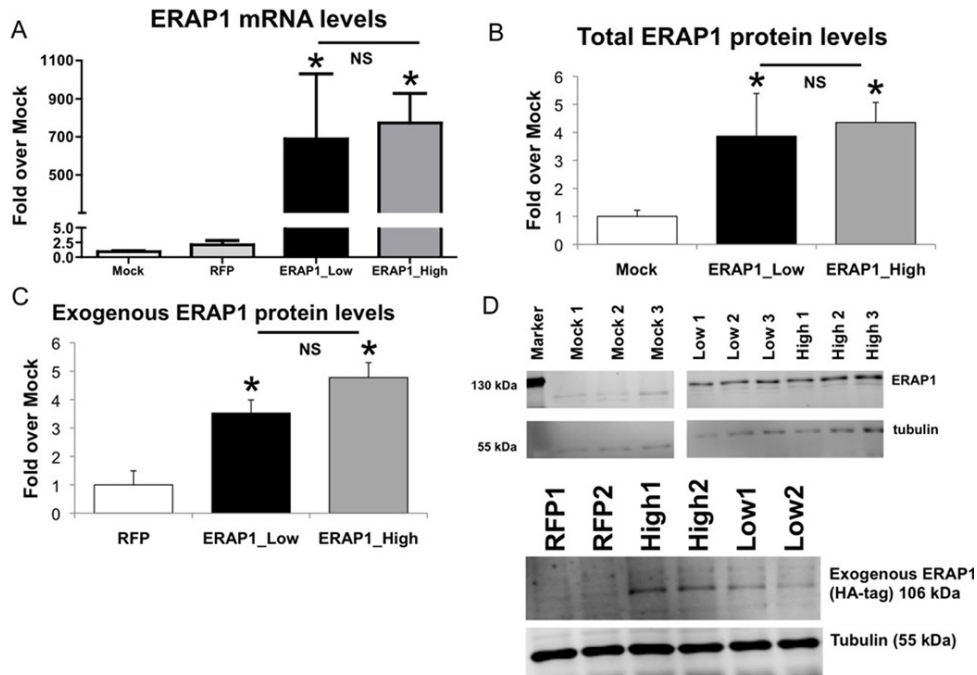 A
ERAP1 mRNA levels
Fold over Mock
1100
900
700
500
5.0
2.5
0.0
*
*
NS
Mock
RFP
ERAP1_Low
ERAP1_High
B
Total ERAP1 protein levels
Fold over Mock
6
5
4
3
2
1
0
*
*
NS
Mock
ERAP1_Low
ERAP1_High
C
Exogenous ERAP1 protein levels
Fold over Mock
6
5
4
3
2
1
0
*
*
NS
RFP
ERAP1_Low
ERAP1_High
D
Marker
Mock 1
Mock 2
Mock 3
Low 1
Low 2
Low 3
High 1
High 2
High 3
130 kDa
ERAP1
55 kDa
tubulin
RFP1
RFP2
High1
High2
Low1
Low2
Exogenous ERAP1
(HA-tag) 106 kDa
Tubulin (55 kDa)